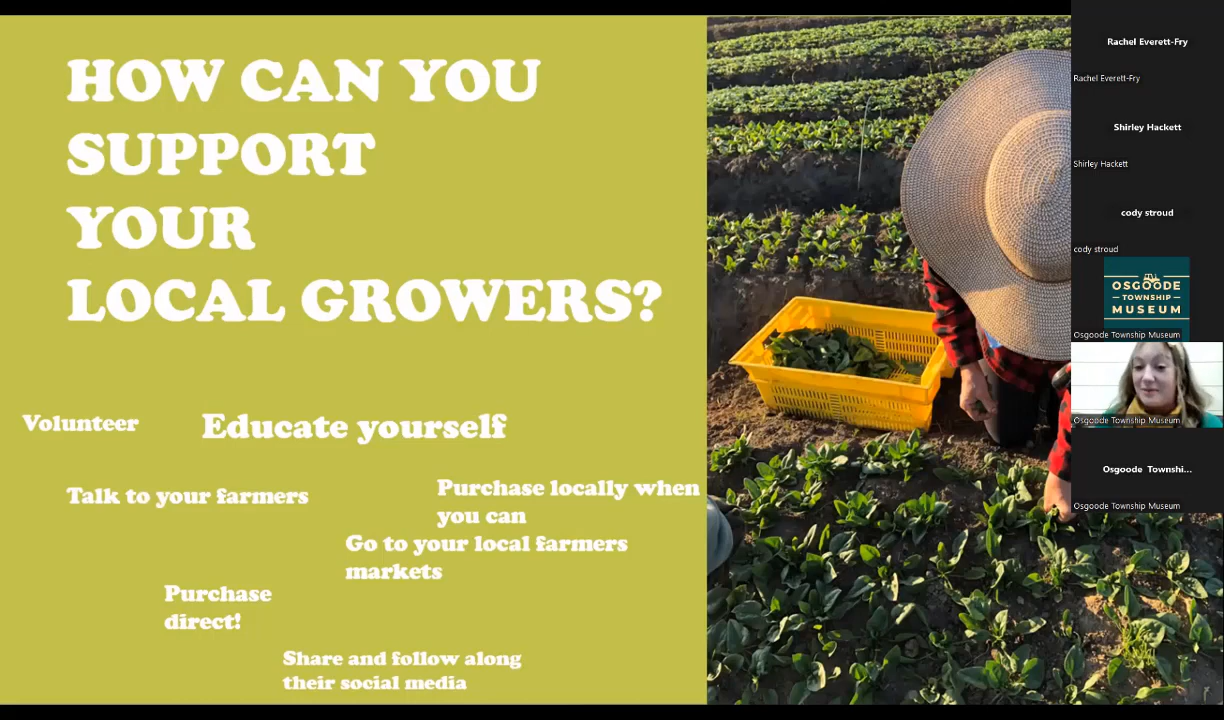 HOW CAN YOU
SUPPORT
YOUR
LOCAL GROWERS?
Volunteer
Educate yourself
Talk to your farmers
Purchase locally when
you can
Go to your local farmers
markets
Purchase
direct!
Share and follow along
their social media
Rachel Everett-Fry
Rachel Everett-Fry
Shirley Hackett
Shirley Hackett
cody stroud
cody stroud
OSGOODE
TOWNSHIP
MUSEUM
Osgoode Township Museum
Osgoode Township Museum
Osgoode Townshi...
Osgoode Township Museum